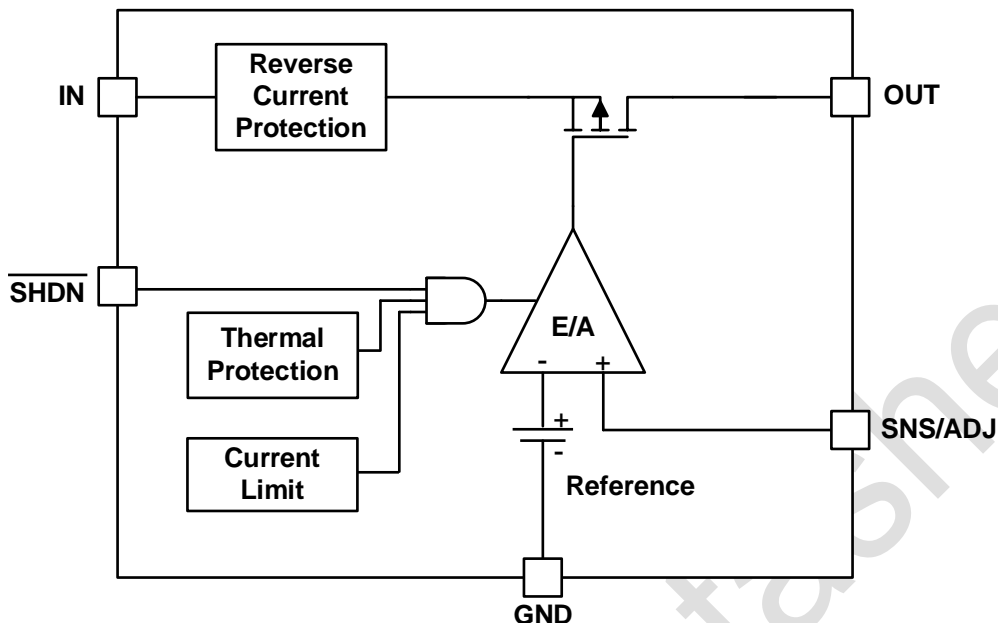 Reverse
Current
Protection
IN
OUT
SHDN
Thermal
Protection
E/A
- +
+
-
SNS/ADJ
Current
Limit
Reference
GND